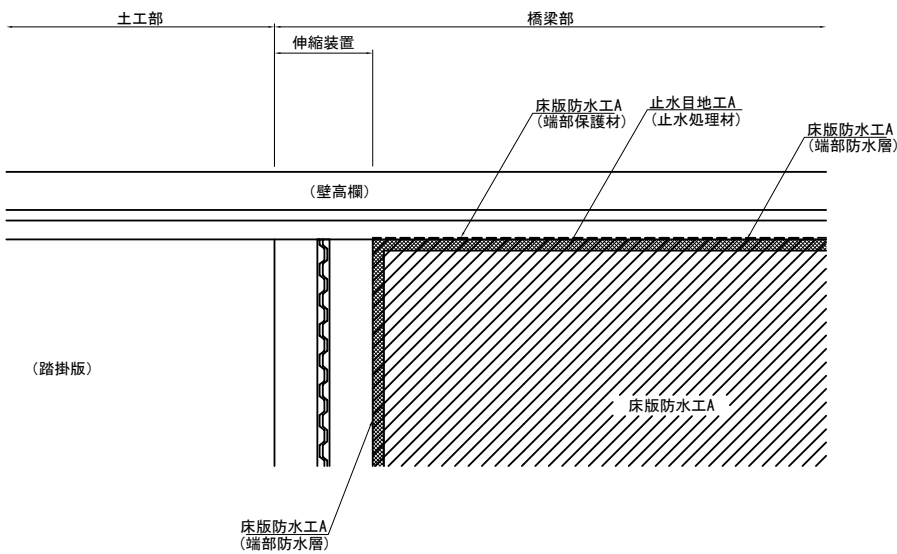 土工部
橋梁部
伸縮装置
床版防水工A
(端部保護材)
止水目地工A
(止水処理材)
床版防水工A
(端部防水層)
(壁高欄)
(踏掛版)
床版防水工A
床版防水工A
(端部防水層)